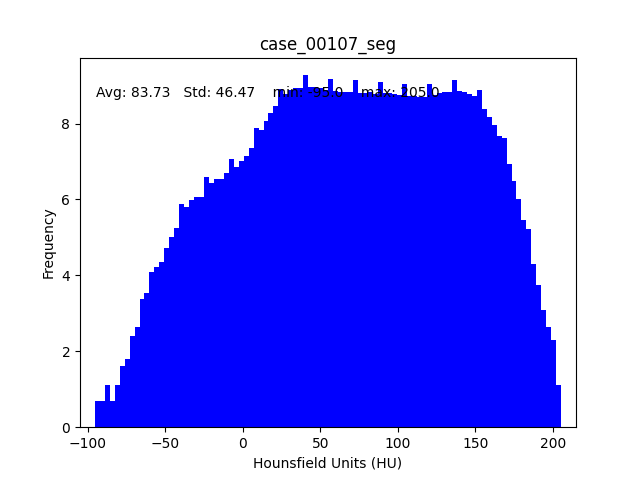 case_00107_seg
Avg: 83.73 Std: 46.47 min: -95.0 max: 205.0
Frequency
8
6
4
2
0
−100 −50 0 50 100 150 200
Hounsfield Units (HU)